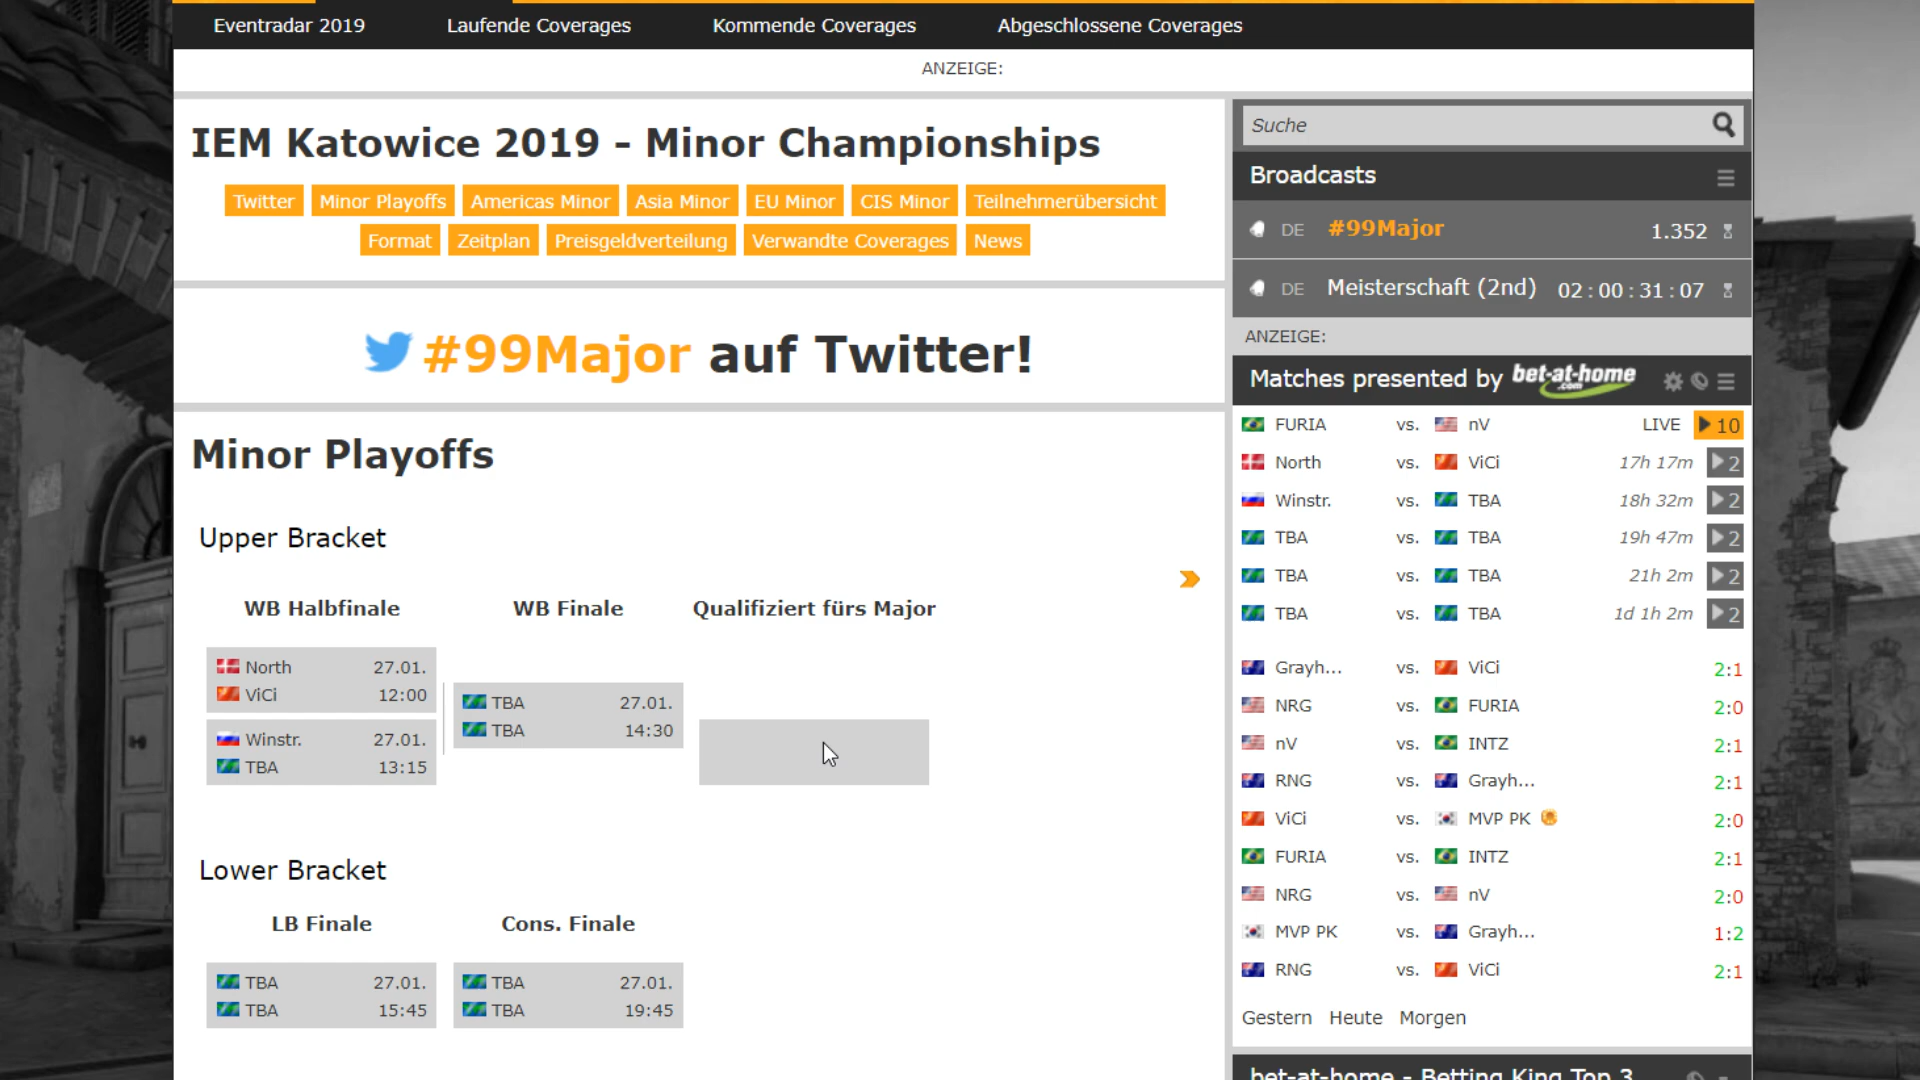 Eventradar 2019 Laufende Coverages Kommende Coverages Abgeschlossene Coverages
ANZEIGE:
IEM Katowice 2019 - Minor Championships
Twitter Minor Playoffs Americas Minor Asia Minor EU Minor CIS Minor Teilnehmerübersicht
Format Zeitplan Preisgeldverteilung Verwandte Coverages News
#99Major auf Twitter!
Minor Playoffs
Upper Bracket
WB Halbfinale WB Finale Qualifiziert fürs Major
North 27.01.
ViCi 12:00
Winstr. 27.01.
TBA 13:15
TBA 27.01.
TBA 14:30
Lower Bracket
LB Finale Cons. Finale
TBA 27.01.
TBA 15:45
TBA 27.01.
TBA 19:45
Suche
Broadcasts
DE #99Major 1.352
DE Meisterschaft (2nd) 02:00:31:07
ANZEIGE:
Matches presented by bet-at-home .com
FURIA vs. nV LIVE 10
North vs. ViCi 17h 17m 2
Winstr. vs. TBA 18h 32m 2
TBA vs. TBA 19h 47m 2
TBA vs. TBA 21h 2m 2
TBA vs. TBA 1d 1h 2m 2
Grayh... vs. ViCi 2:1
NRG vs. FURIA 2:0
nV vs. INTZ 2:1
RNG vs. Grayh... 2:1
ViCi vs. MVP PK 2:0
FURIA vs. INTZ 2:1
NRG vs. nV 2:0
MVP PK vs. Grayh... 1:2
RNG vs. ViCi 2:1
Gestern Heute Morgen
bet-at-home - Betting King Top 3